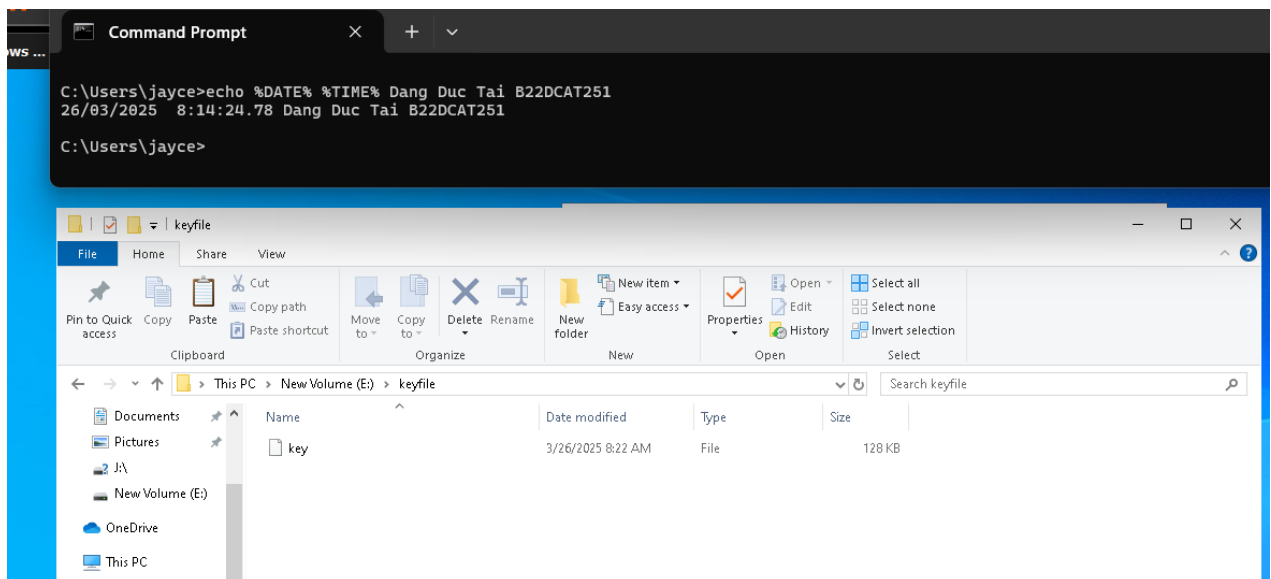 Command Prompt
ws ...
C:\Users\jayce>echo %DATE% %TIME% Dang Duc Tai B22DCAT251
26/03/2025  8:14:24.78 Dang Duc Tai B22DCAT251
C:\Users\jayce>
keyfile
File Home Share View
Pin to Quick access
Copy
Paste
Cut
Copy path
Paste shortcut
Clipboard
Move to
Copy to
Delete
Rename
Organize
New folder
New item
Easy access
New
Properties
Open
Edit
History
Open
Select all
Select none
Invert selection
Select
This PC > New Volume (E:) > keyfile
Search keyfile
Documents
Pictures
J:\
New Volume (E:)
OneDrive
This PC
Name Date modified Type Size
key 3/26/2025 8:22 AM File 128 KB